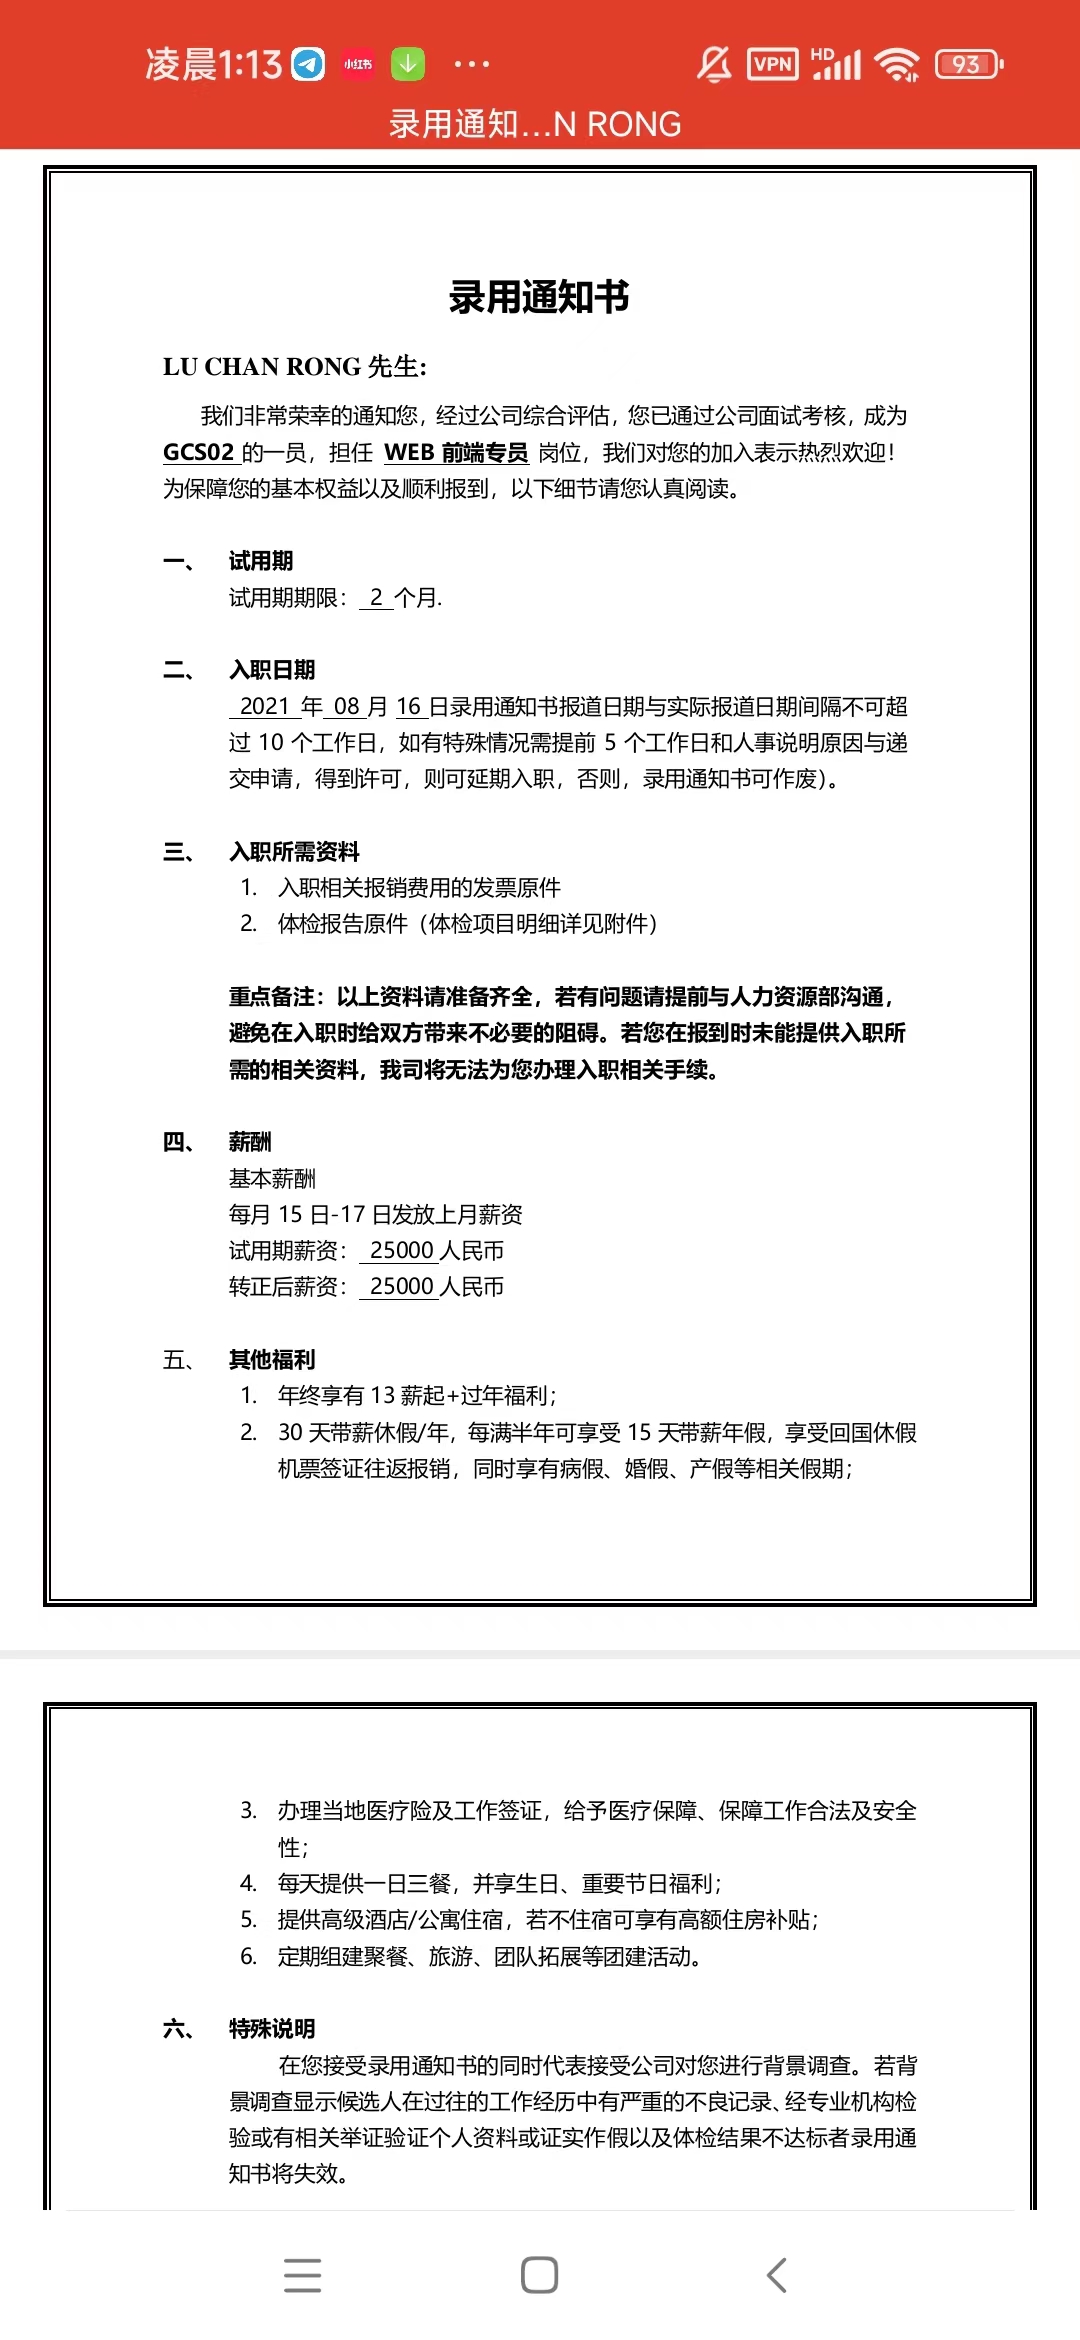 凌晨1:13 小红书 ... VPN HD 93
录用通知...N RONG
录用通知书
LU CHAN RONG 先生:
我们非常荣幸的通知您,经过公司综合评估,您已通过公司面试考核,成为
GCS02 的一员,担任 WEB 前端专员 岗位,我们对您的加入表示热烈欢迎!
为保障您的基本权益以及顺利报到,以下细节请您认真阅读。
一、 试用期
试用期期限: 2 个月.
二、 入职日期
2021 年 08 月 16 日录用通知书报道日期与实际报道日期间隔不可超
过 10 个工作日,如有特殊情况需提前 5 个工作日和人事说明原因与递
交申请,得到许可,则可延期入职,否则,录用通知书可作废)。
三、 入职所需资料
1. 入职相关报销费用的发票原件
2. 体检报告原件(体检项目明细详见附件)
重点备注:以上资料请准备齐全,若有问题请提前与人力资源部沟通,
避免在入职时给双方带来不必要的阻碍。若您在报到时未能提供入职所
需的相关资料,我司将无法为您办理入职相关手续。
四、 薪酬
基本薪酬
每月 15 日-17 日发放上月薪资
试用期薪资: 25000 人民币
转正后薪资: 25000 人民币
五、 其他福利
1. 年终享有 13 薪起+过年福利;
2. 30 天带薪休假/年,每满半年可享受 15 天带薪年假,享受回国休假
机票签证往返报销,同时享有病假、婚假、产假等相关假期;
3. 办理当地医疗险及工作签证,给予医疗保障、保障工作合法及安全
性;
4. 每天提供一日三餐,并享生日、重要节日福利;
5. 提供高级酒店/公寓住宿,若不住宿可享有高额住房补贴;
6. 定期组建聚餐、旅游、团队拓展等团建活动。
六、 特殊说明
在您接受录用通知书的同时代表接受公司对您进行背景调查。若背
景调查显示候选人在过往的工作经历中有严重的不良记录、经专业机构检
验或有相关举证验证个人资料或证实作假以及体检结果不达标者录用通
知书将失效。